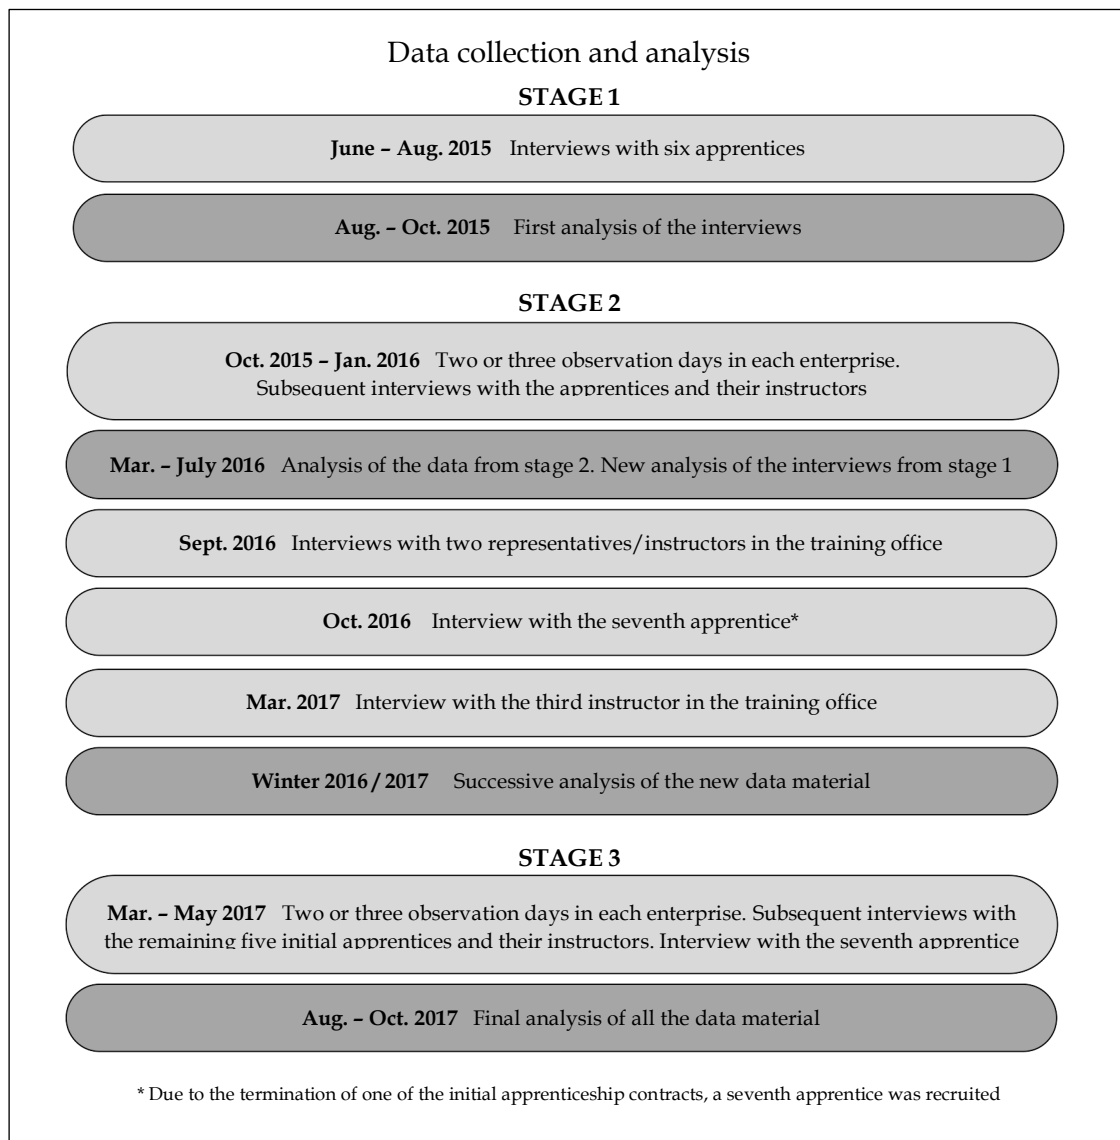 Data collection and analysis
STAGE 1
June – Aug. 2015 Interviews with six apprentices
Aug. – Oct. 2015 First analysis of the interviews
STAGE 2
Oct. 2015 – Jan. 2016 Two or three observation days in each enterprise.
Subsequent interviews with the apprentices and their instructors
Mar. – July 2016 Analysis of the data from stage 2. New analysis of the interviews from stage 1
Sept. 2016 Interviews with two representatives/instructors in the training office
Oct. 2016 Interview with the seventh apprentice*
Mar. 2017 Interview with the third instructor in the training office
Winter 2016 / 2017 Successive analysis of the new data material
STAGE 3
Mar. – May 2017 Two or three observation days in each enterprise. Subsequent interviews with
the remaining five initial apprentices and their instructors. Interview with the seventh apprentice
Aug. – Oct. 2017 Final analysis of all the data material
* Due to the termination of one of the initial apprenticeship contracts, a seventh apprentice was recruited